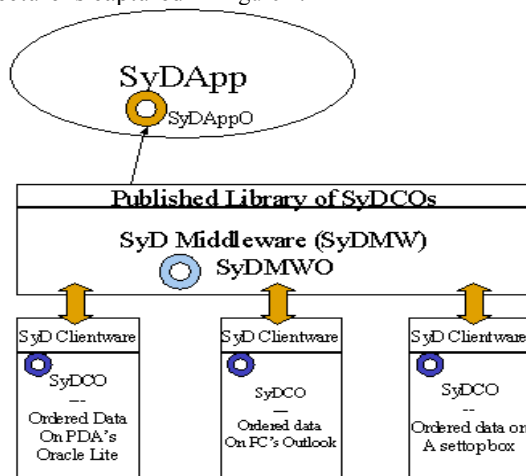 SyDApp
SyDAppO
Published Library of SyDCOs
SyD Middleware (SyDMW)
SyDMWO
SyD Clientware
SyDCO
---
Ordered Data
On PDA's
Oracle Lite
SyD Clientware
SyDCO
---
Ordered data
On PC's Outlook
SyD Clientware
SyDCO
--
Ordered data on
A settopbox